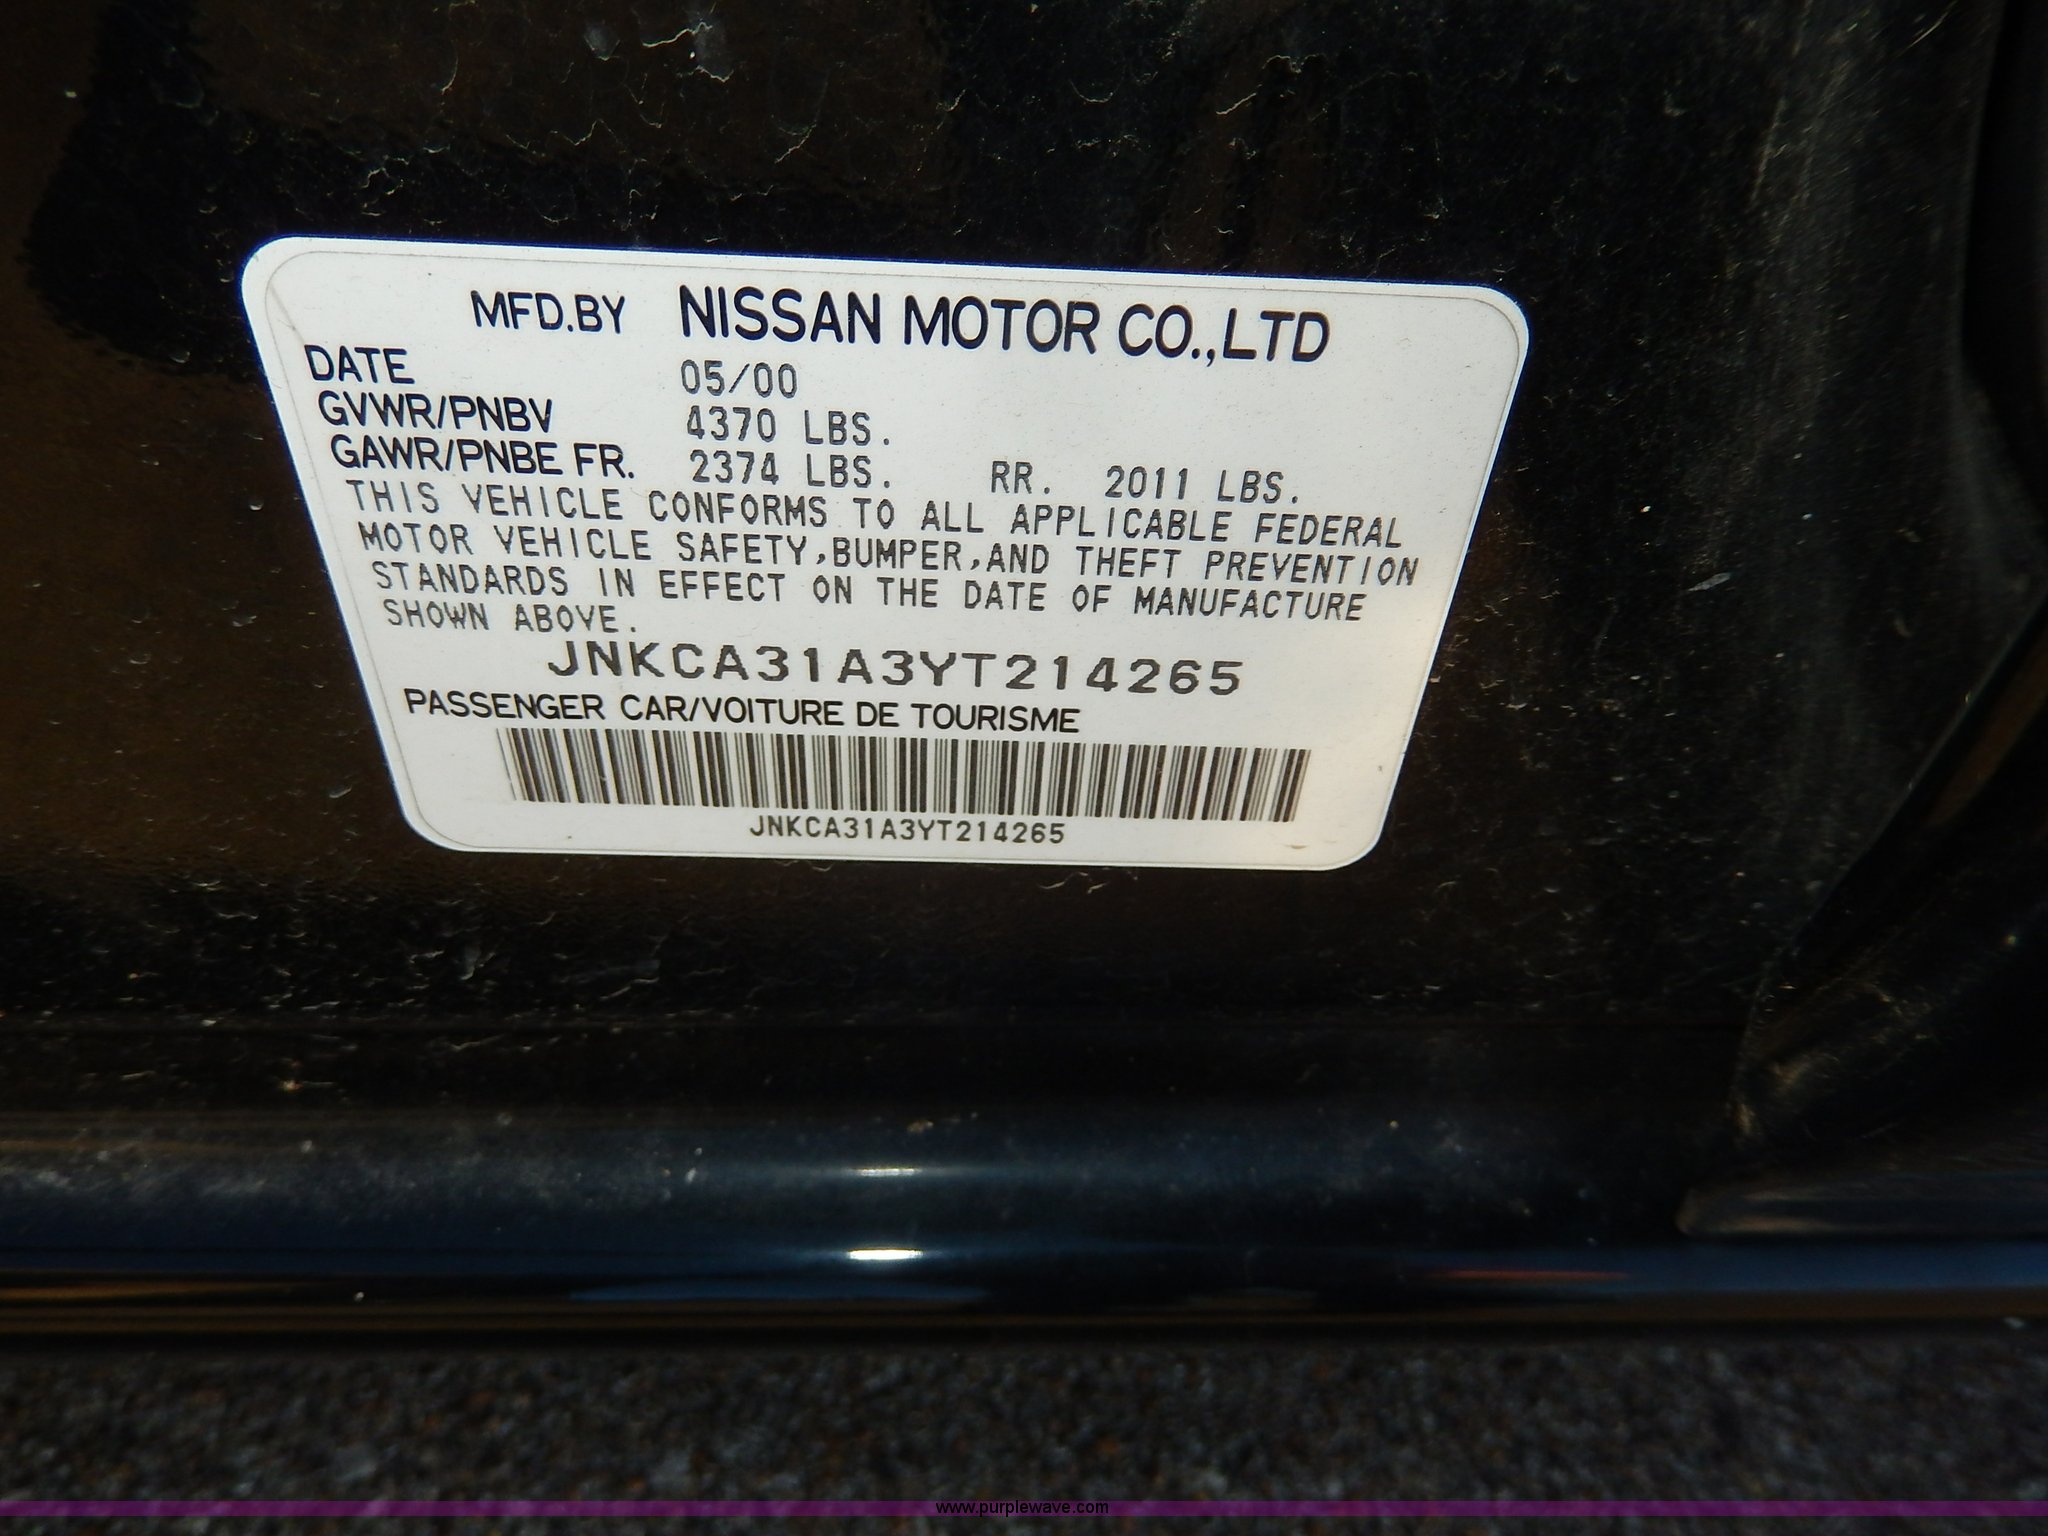 MFD.BY NISSAN MOTOR CO.,LTD
DATE 05/00
GVWR/PNBV 4370 LBS.
GAWR/PNBE FR. 2374 LBS. RR. 2011 LBS.
THIS VEHICLE CONFORMS TO ALL APPLICABLE FEDERAL
MOTOR VEHICLE SAFETY,BUMPER,AND THEFT PREVENTION
STANDARDS IN EFFECT ON THE DATE OF MANUFACTURE
SHOWN ABOVE.
JNKCA31A3YT214265
PASSENGER CAR/VOITURE DE TOURISME
JNKCA31A3YT214265
www.purplewave.com